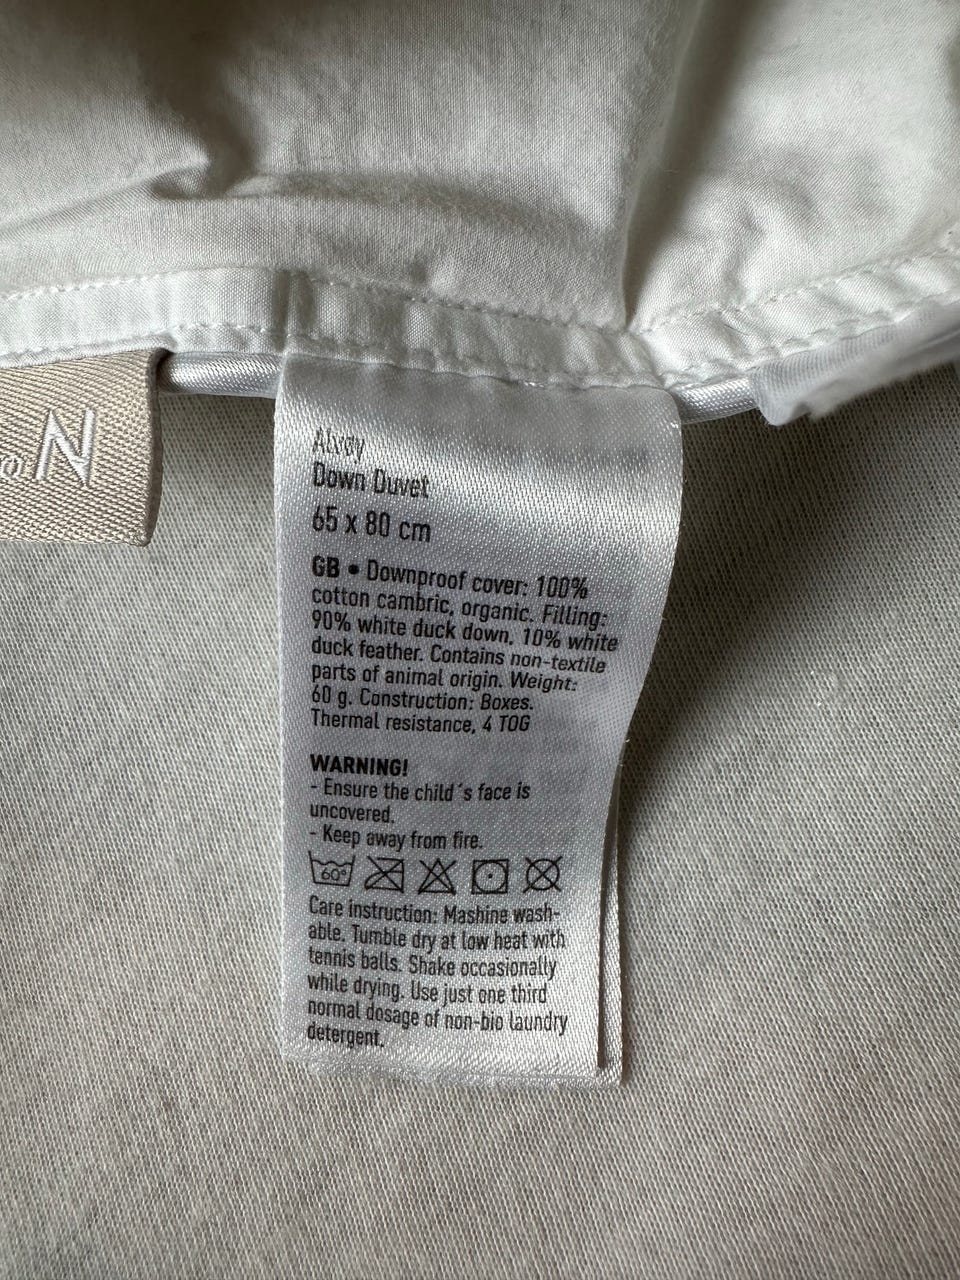 Down Duvet
65 x 80 cm
GB • Downproof cover: 100%
cotton cambric, organic. Filling:
90% white duck down, 10% white
duck feather. Contains non-textile
parts of animal origin. Weight:
60 g. Construction: Boxes.
Thermal resistance, 4 TOG
WARNING!
- Ensure the child´s face is
uncovered.
- Keep away from fire.
60°
Care instruction: Mashine wash-
able. Tumble dry at low heat with
tennis balls. Shake occasionally
while drying. Use just one third
normal dosage of non-bio laundry
detergent.
N